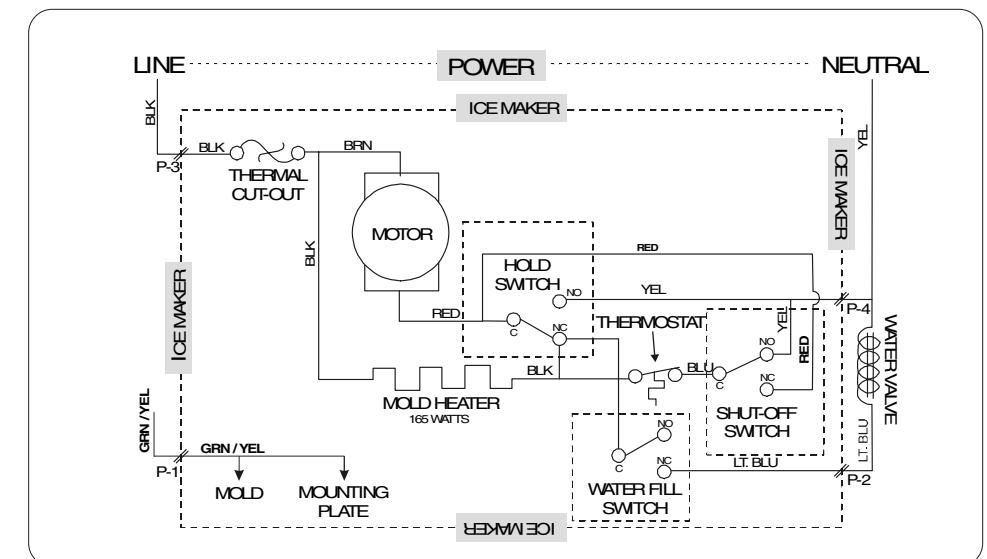 LINE POWER NEUTRAL
ICE MAKER
BLK
YEL
BLK
BRN
P-3
THERMAL
CUT-OUT
ICE MAKER
MOTOR
BLK
RED
HOLD
SWITCH
NO
YEL
ICE MAKER
P-4
RED
C
NC
THERMOSTAT
YEL
NO
RED
WATER VALVE
BLK
BLU
C
NC
MOLD HEATER
165 WATTS
SHUT-OFF
SWITCH
GRN / YEL
GRN / YEL
NO
LT. BLU
P-1
C
NC
LT. BLU
P-2
MOLD
MOUNTING
PLATE
WATER FILL
SWITCH
ICE MAKER